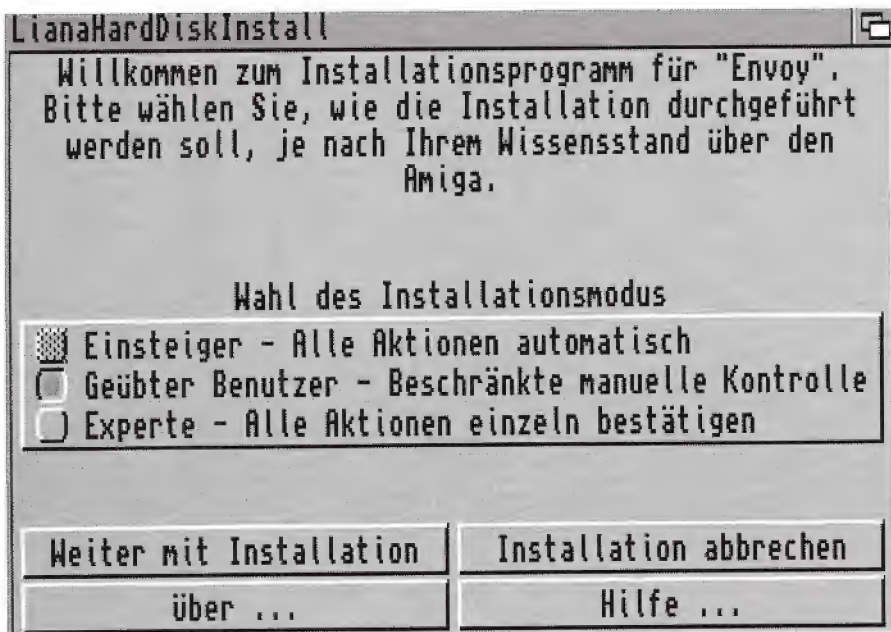 LianaHardDiskInstall
Willkommen zum Installationsprogramm für "Envoy".
Bitte wählen Sie, wie die Installation durchgeführt
werden soll, je nach Ihrem Wissensstand über den
Amiga.
Wahl des Installationsmodus
Einsteiger - Alle Aktionen automatisch
Geübter Benutzer - Beschränkte manuelle Kontrolle
Experte - Alle Aktionen einzeln bestätigen
Weiter mit Installation
Installation abbrechen
über ...
Hilfe ...